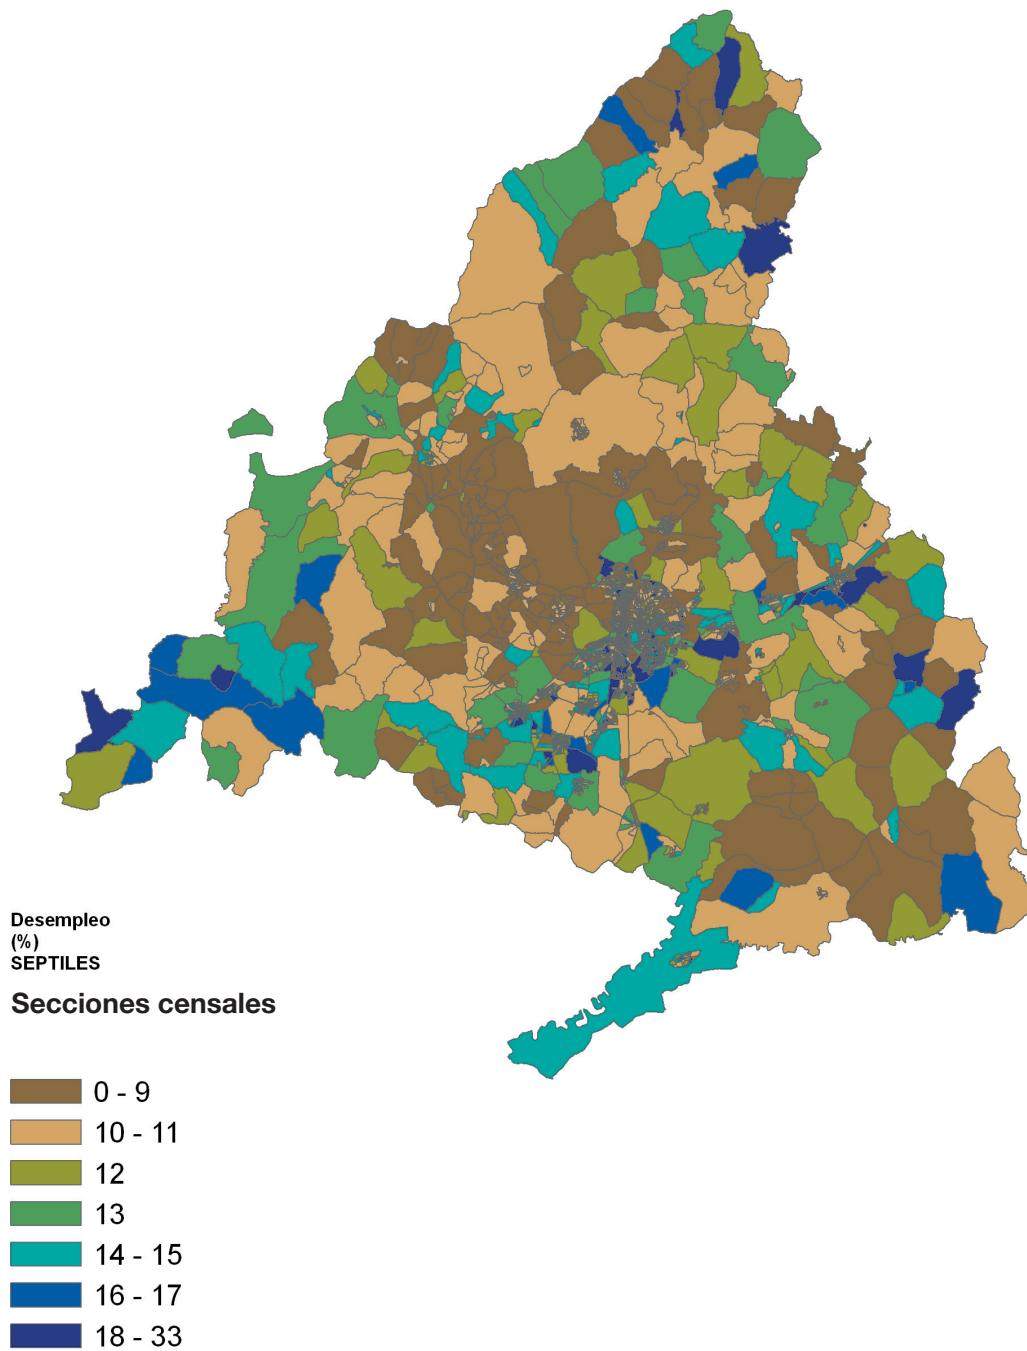 Desempleo
(%)
SEPTILES
Secciones censales
0 - 9
10 - 11
12
13
14 - 15
16 - 17
18 - 33